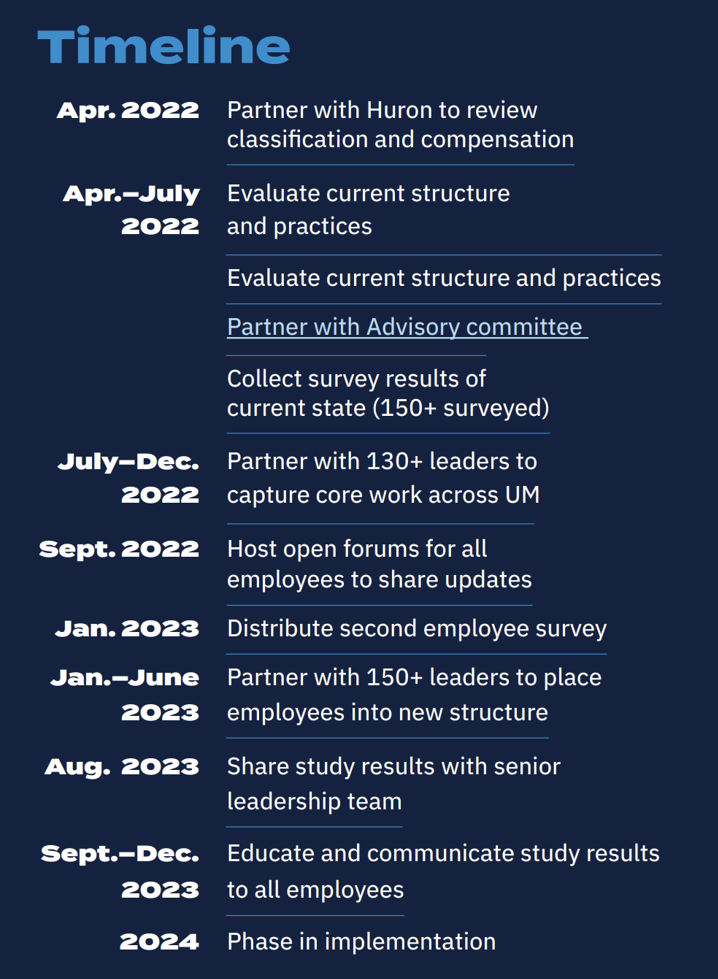 Timeline
Apr. 2022 Partner with Huron to review
classification and compensation
Apr.–July Evaluate current structure
2022 and practices
Evaluate current structure and practices
Partner with Advisory committee
Collect survey results of
current state (150+ surveyed)
July–Dec. Partner with 130+ leaders to
2022 capture core work across UM
Sept. 2022 Host open forums for all
employees to share updates
Jan. 2023 Distribute second employee survey
Jan.–June Partner with 150+ leaders to place
2023 employees into new structure
Aug. 2023 Share study results with senior
leadership team
Sept.–Dec. Educate and communicate study results
2023 to all employees
2024 Phase in implementation